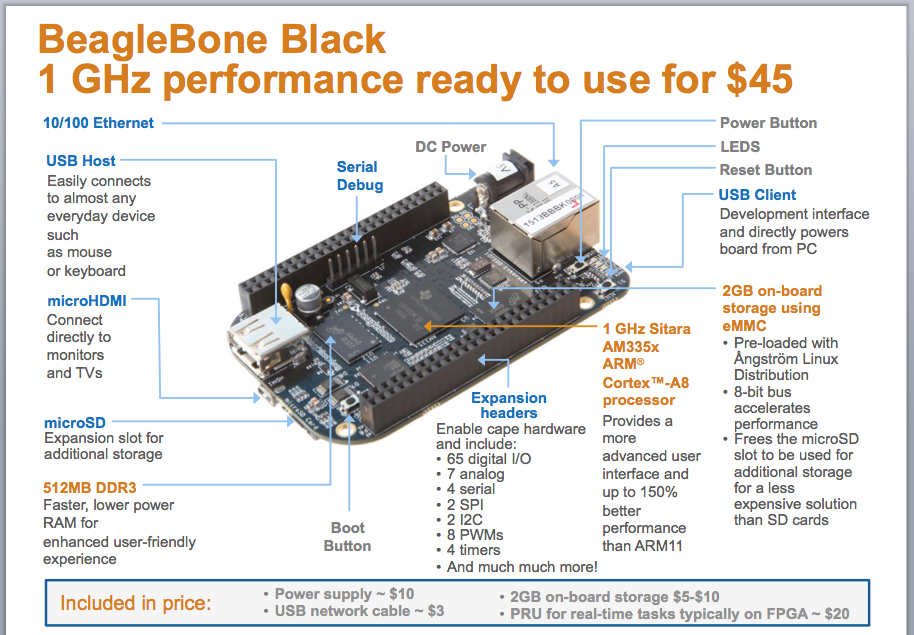 BeagleBone Black
1 GHz performance ready to use for $45
10/100 Ethernet
USB Host
Easily connects
to almost any
everyday device
such
as mouse
or keyboard
microHDMI
Connect
directly to
monitors
and TVs
microSD
Expansion slot for
additional storage
512MB DDR3
Faster, lower power
RAM for
enhanced user-friendly
experience
Serial
Debug
DC Power
Boot
Button
Expansion
headers
Enable cape hardware
and include:
• 65 digital I/O
• 7 analog
• 4 serial
• 2 SPI
• 2 I2C
• 8 PWMs
• 4 timers
• And much much more!
1 GHz Sitara
AM335x
ARM®
Cortex™-A8
processor
Provides a
more
advanced user
interface and
up to 150%
better
performance
than ARM11
Power Button
LEDS
Reset Button
USB Client
Development interface
and directly powers
board from PC
2GB on-board
storage using
eMMC
• Pre-loaded with
Ångström Linux
Distribution
• 8-bit bus
accelerates
performance
• Frees the microSD
slot to be used for
additional storage
for a less
expensive solution
than SD cards
Included in price:
• Power supply ~ $10
• USB network cable ~ $3
• 2GB on-board storage $5-$10
• PRU for real-time tasks typically on FPGA ~ $20